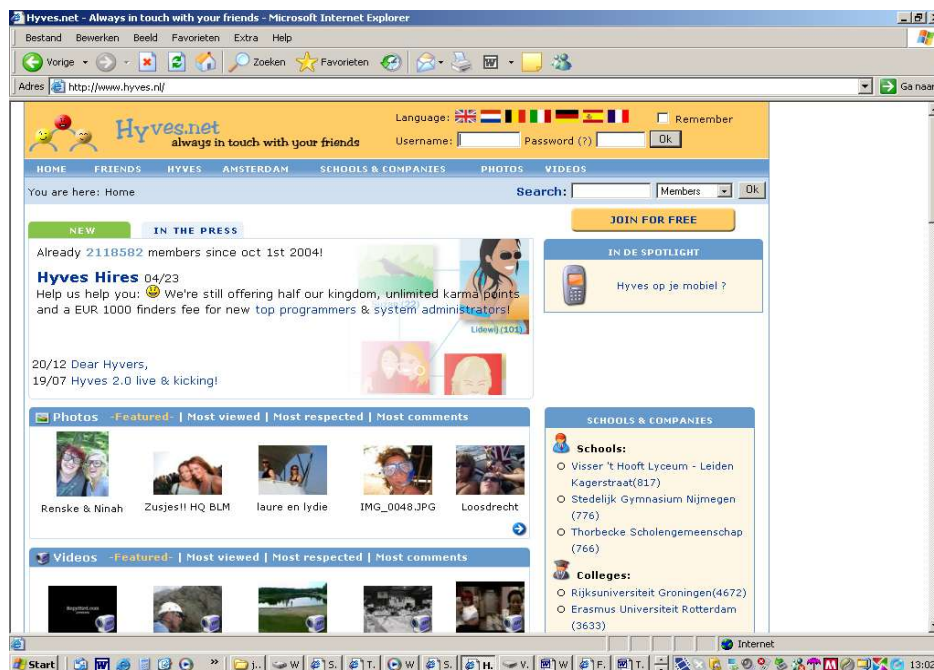 Hyves.net - Always in touch with your friends - Microsoft Internet Explorer
Bestand Bewerken Beeld Favorieten Extra Help
Vorige Zoeken Favorieten
Adres http://www.hyves.nl/ Ga naar
Hyves.net
always in touch with your friends
Language: Remember
Username: Password (?) Ok
HOME FRIENDS HYVES AMSTERDAM SCHOOLS & COMPANIES PHOTOS VIDEOS
You are here: Home Search: Members Ok
JOIN FOR FREE
NEW IN THE PRESS
Already 2118582 members since oct 1st 2004!
Hyves Hires 04/23
Help us help you: We're still offering half our kingdom, unlimited karma points
and a EUR 1000 finders fee for new top programmers & system administrators!
Lidewij (101)
20/12 Dear Hyvers,
19/07 Hyves 2.0 live & kicking!
IN DE SPOTLIGHT
Hyves op je mobiel ?
Photos -Featured- | Most viewed | Most respected | Most comments
Renske & Ninah Zusjes!! HQ BLM laure en lydie IMG_0048.JPG Loosdrecht
Videos -Featured- | Most viewed | Most respected | Most comments
SCHOOLS & COMPANIES
Schools:
Visser 't Hooft Lyceum - Leiden
Kagerstraat(817)
Stedelijk Gymnasium Nijmegen
(776)
Thorbecke Scholengemeenschap
(766)
Colleges:
Rijksuniversiteit Groningen(4672)
Erasmus Universiteit Rotterdam
(3633)
Internet
Start j.. W S. T. W S. H. V. W F. T. 13:03